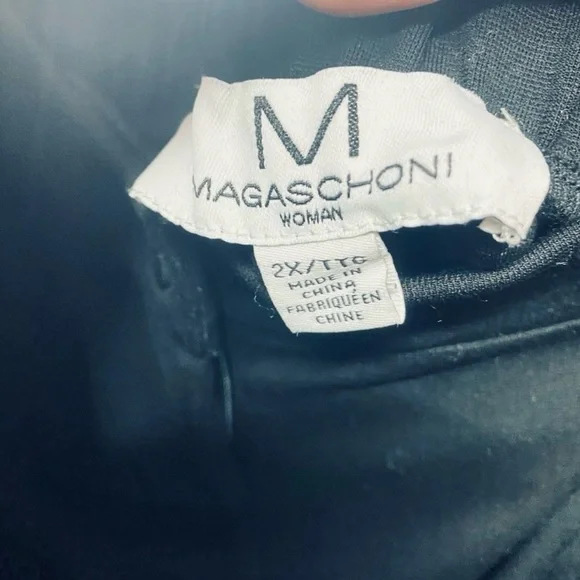 M
MAGASCHONI
WOMAN
2X/TTG
MADE IN
CHINA
FABRIQUÉ EN
CHINE